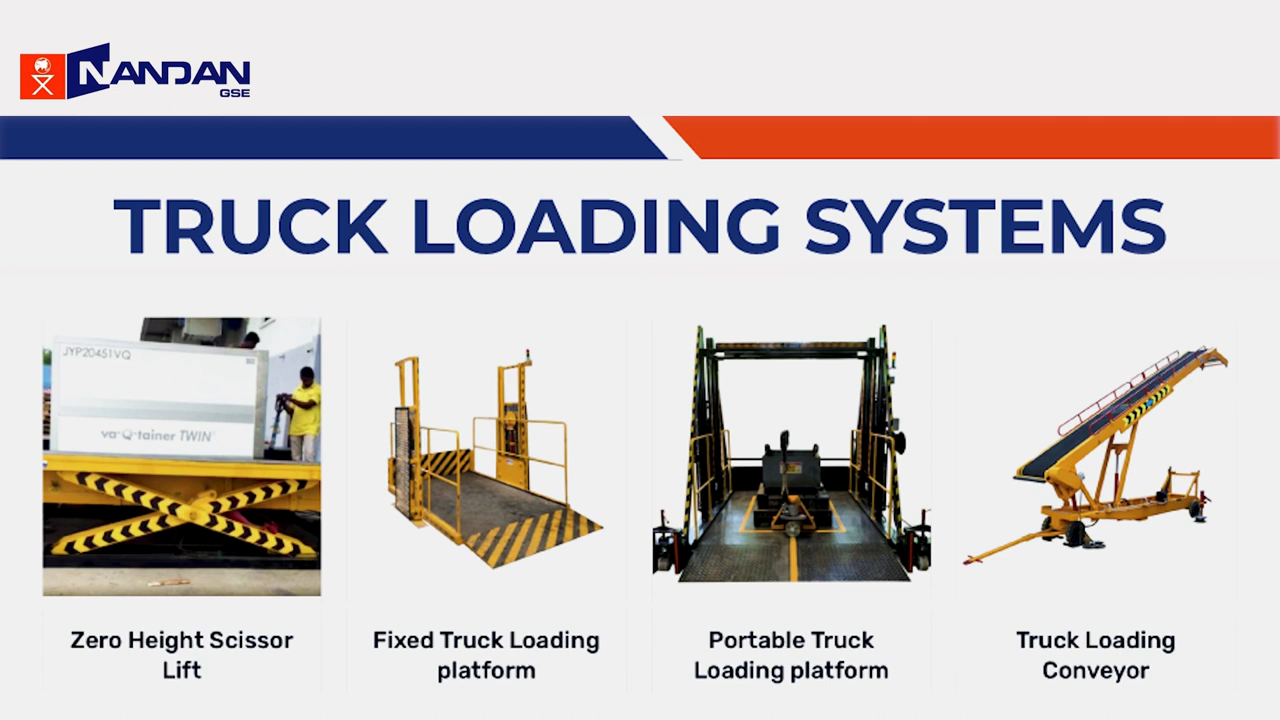 NANDAN
GSE
TRUCK LOADING SYSTEMS
JYP20451VQ
va-Q-tainer TWIN
Zero Height Scissor
Lift
Fixed Truck Loading
platform
Portable Truck
Loading platform
Truck Loading
Conveyor